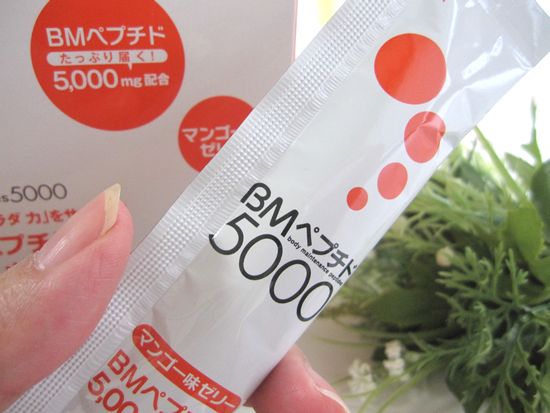 BMペプチド
たっぷり届く!
5,000mg配合
マンゴー
ゼリー
5000
BMペプチド
body maintenance peptide
5000
マンゴー味ゼリー
BMペプ